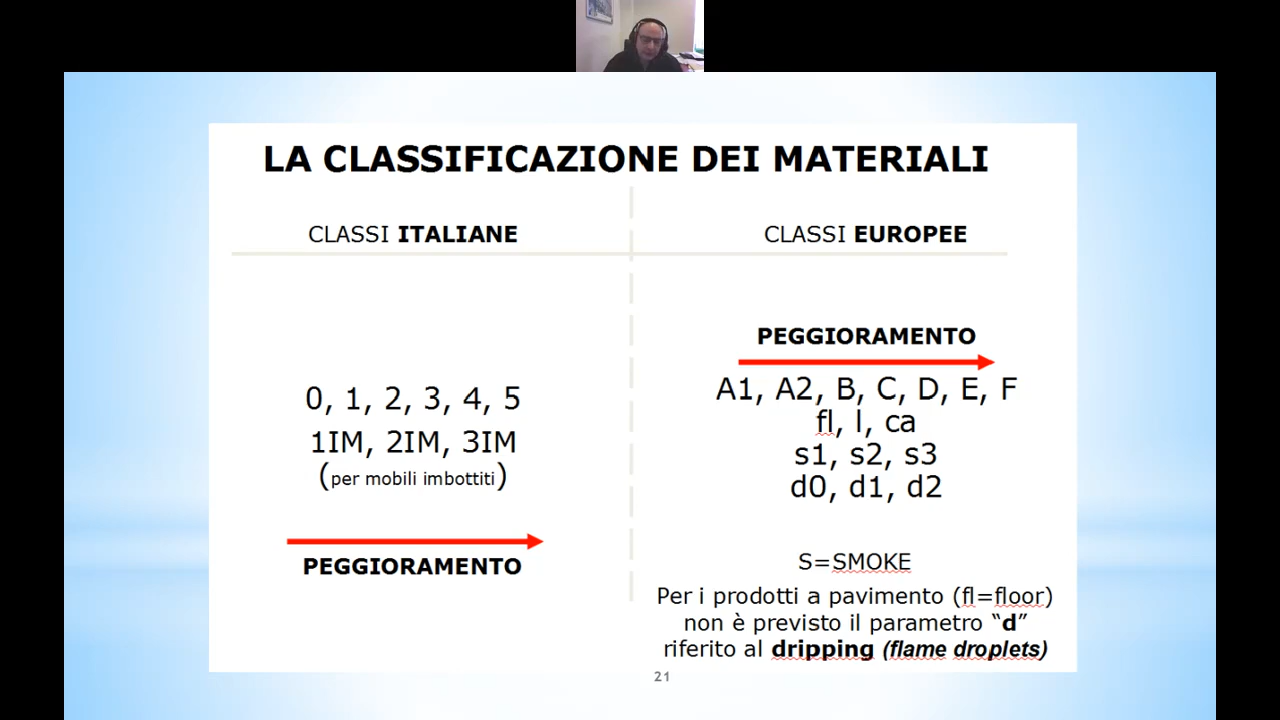 LA CLASSIFICAZIONE DEI MATERIALI
CLASSI ITALIANE
0, 1, 2, 3, 4, 5
1IM, 2IM, 3IM
(per mobili imbottiti)
PEGGIORAMENTO
CLASSI EUROPEE
PEGGIORAMENTO
A1, A2, B, C, D, E, F
fl, l, ca
s1, s2, s3
d0, d1, d2
S=SMOKE
Per i prodotti a pavimento (fl=floor)
non è previsto il parametro “d”
riferito al dripping (flame droplets)
21